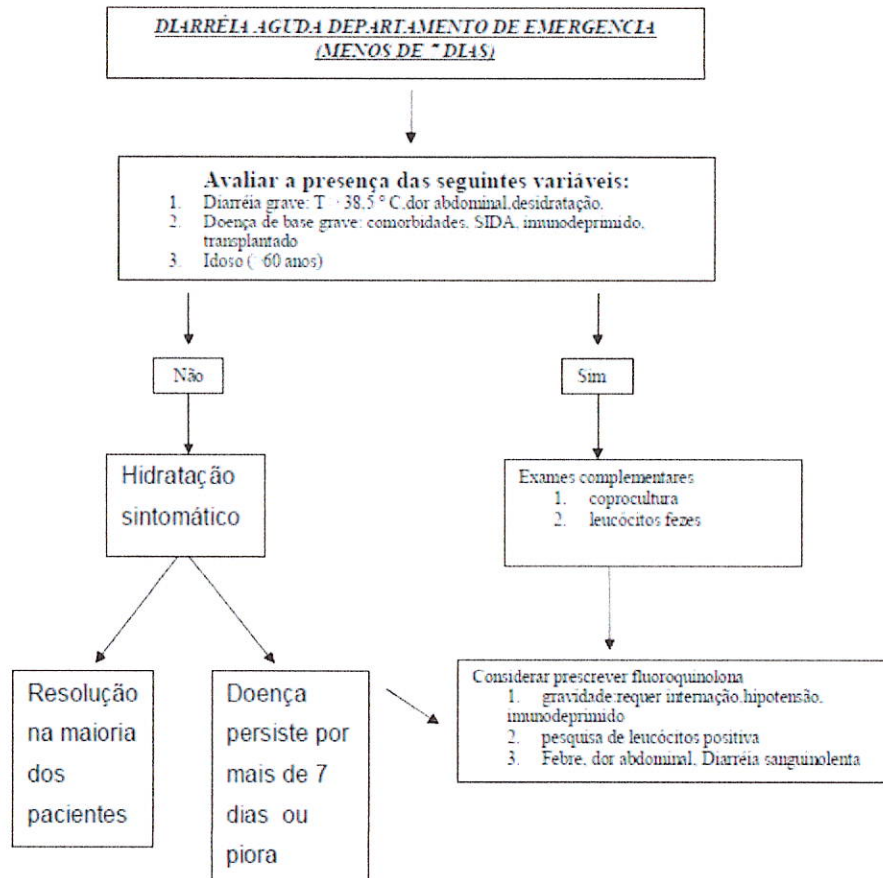 DIARRÉIA AGUDA DEPARTAMENTO DE EMERGENCIA
(MENOS DE DIAS)
Avaliar a presença das seguintes variáveis:
1. Diarréia grave: T 38,5 ° C,dor abdominal,desidratação.
2. Doença de base grave: comorbidades, SIDA, imunodeprimido,
transplantado
3. Idoso ( 60 anos)
Não
Sim
Hidratação
sintomático
Exames complementares
1. coprocultura
2. leucócitos fezes
Resolução
na maioria
dos
pacientes
Doença
persiste por
mais de 7
dias ou
piora
Considerar prescrever fluoroquinolona
1. gravidade:requer internação,hipotensão,
imunodeprimido
2. pesquisa de leucócitos positiva
3. Febre, dor abdominal, Diarréia sanguinolenta